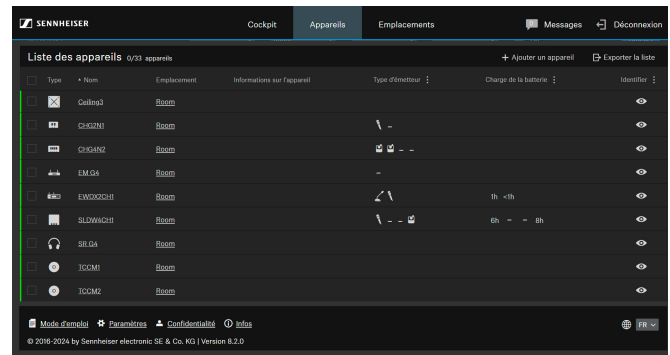 SENNHEISER Cockpit Appareils Emplacements Messages Déconnexion
Liste des appareils 0/33 appareils + Ajouter un appareil Exporter la liste
Type Nom Emplacement Informations sur l'appareil Type d'émetteur Charge de la batterie Identifier
Ceiling3 Room
CHG2N1 Room –
CHG4N2 Room – –
EM G4 Room –
EWDX2CH1 Room 1h <1h
SLDW4CH1 Room – – 6h – – 8h
SR G4 Room
TCCM1 Room
TCCM2 Room
Mode d'emploi Paramètres Confidentialité Infos FR
© 2016-2024 by Sennheiser electronic SE & Co. KG | Version 8.2.0